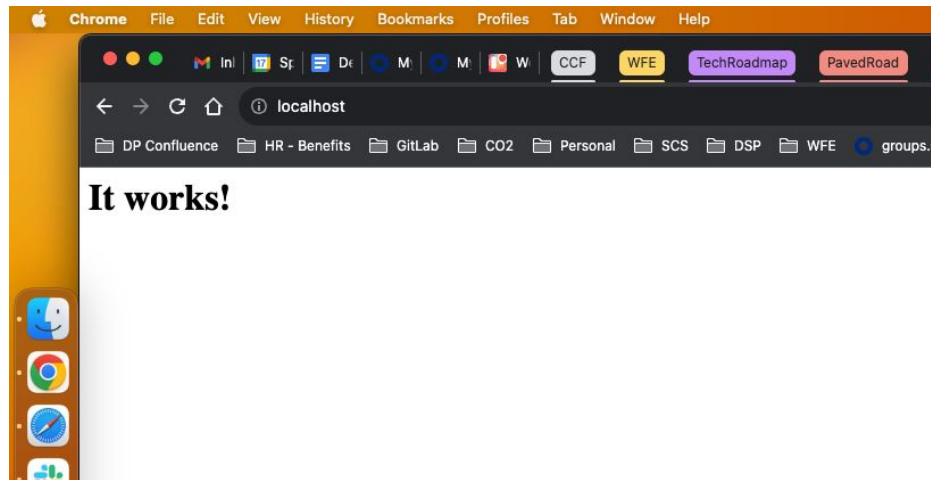 Chrome File Edit View History Bookmarks Profiles Tab Window Help
17 CCF WFE TechRoadmap PavedRoad
localhost
DP Confluence HR - Benefits GitLab CO2 Personal SCS DSP WFE groups.
It works!